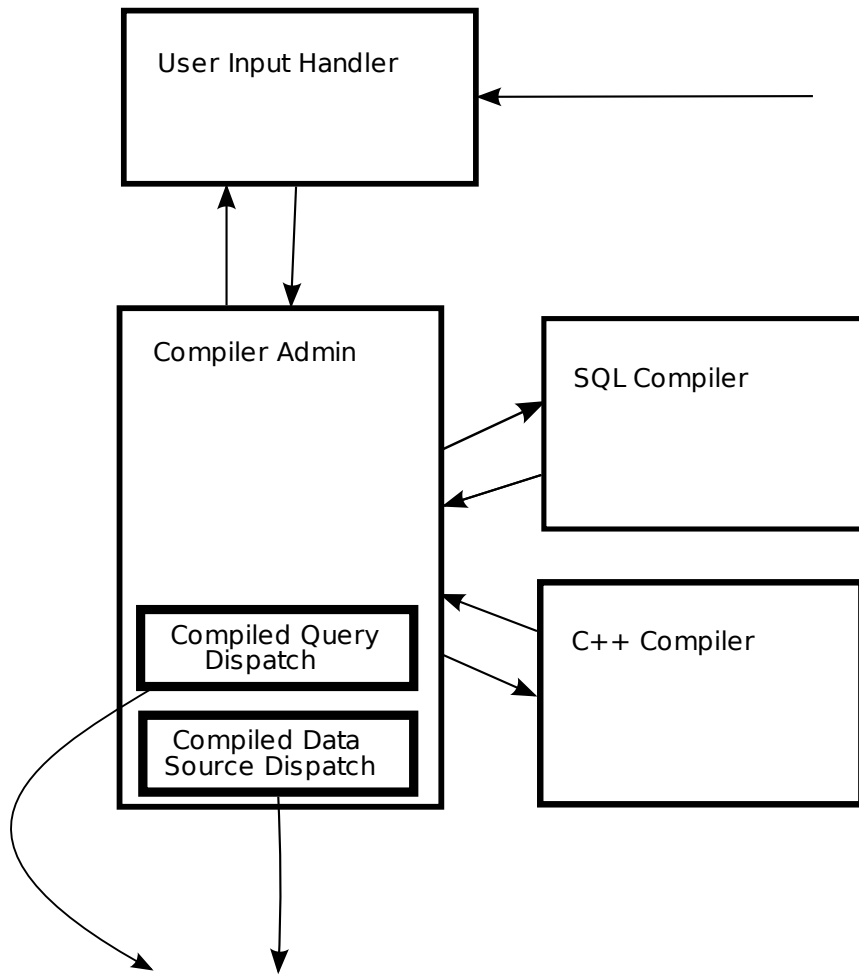 User Input Handler
Compiler Admin
SQL Compiler
C++ Compiler
Compiled Query
Dispatch
Compiled Data
Source Dispatch